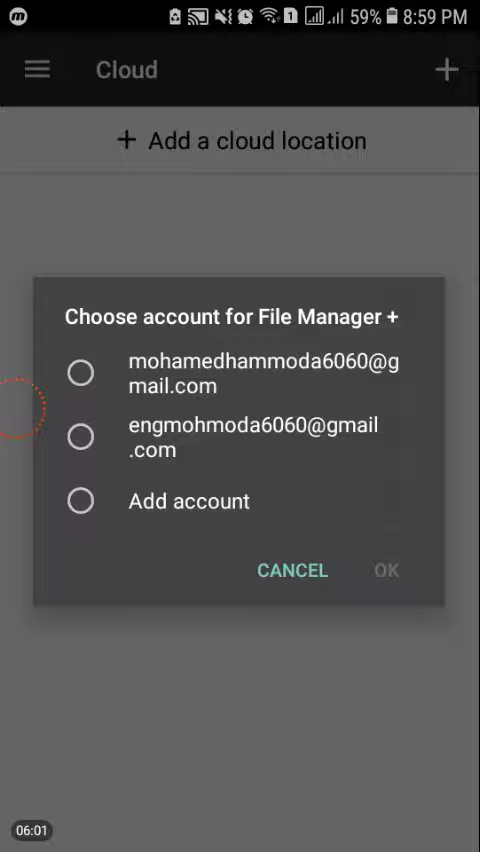 59% 8:59 PM
Cloud
+ Add a cloud location
Choose account for File Manager +
mohamedhammoda6060@g
mail.com
engmohmoda6060@gmail
.com
Add account
CANCEL OK
06:01